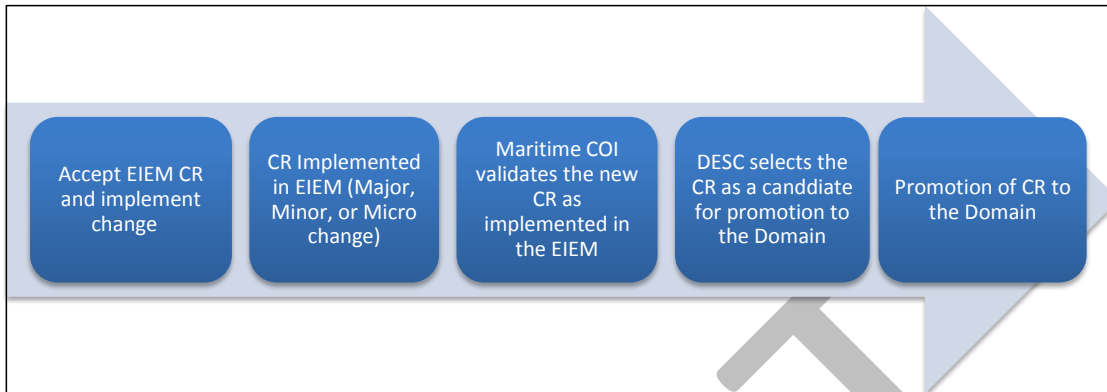 Accept EIEM CR
and implement
change
CR Implemented
in EIEM (Major,
Minor, or Micro
change)
Maritime COI
validates the new
CR as
implemented in
the EIEM
DESC selects the
CR as a canddiate
for promotion to
the Domain
Promotion of CR to
the Domain